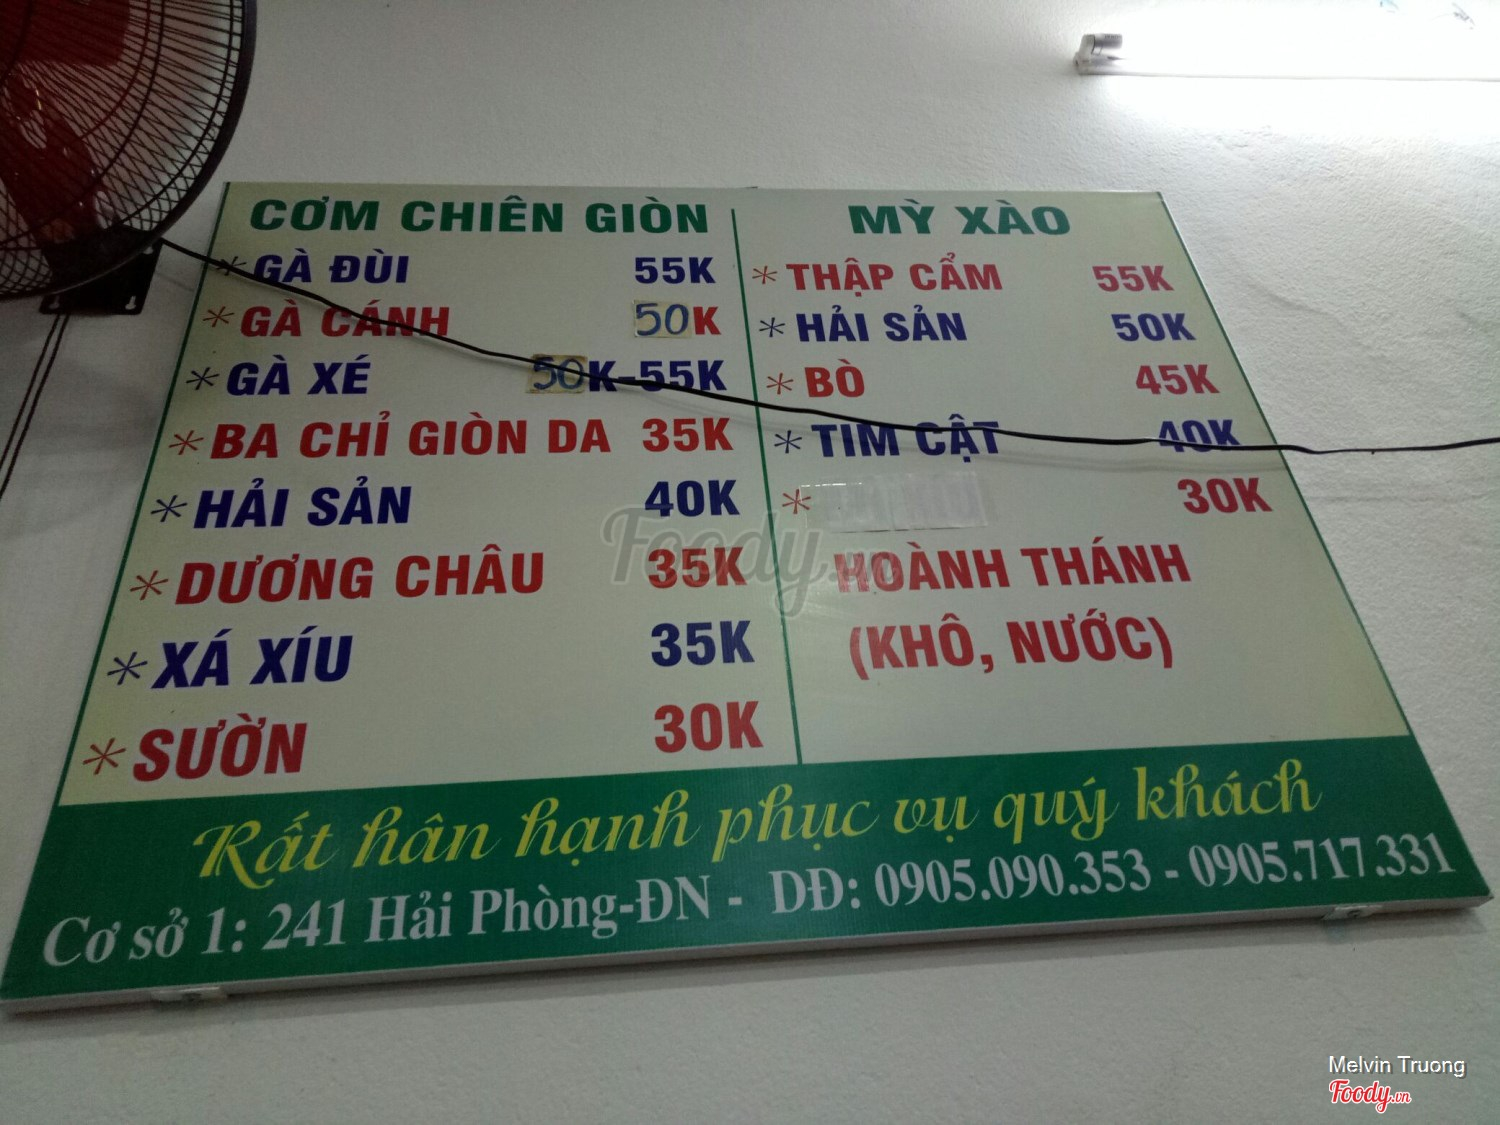 CƠM CHIÊN GIÒN
* GÀ ĐÙI 55K
* GÀ CÁNH 50K
* GÀ XÉ 50K-55K
* BA CHỈ GIÒN DA 35K
* HẢI SẢN 40K
* DƯƠNG CHÂU 35K
* XÁ XÍU 35K
* SƯỜN 30K
MỲ XÀO
* THẬP CẨM 55K
* HẢI SẢN 50K
* BÒ 45K
* TIM CẬT 40K
* 30K
HOÀNH THÁNH
(KHÔ, NƯỚC)
Rất hân hạnh phục vụ quý khách
Cơ sở 1: 241 Hải Phòng-ĐN - DĐ: 0905.090.353 - 0905.717.331
Foody.vn
Melvin Truong
Foody.vn